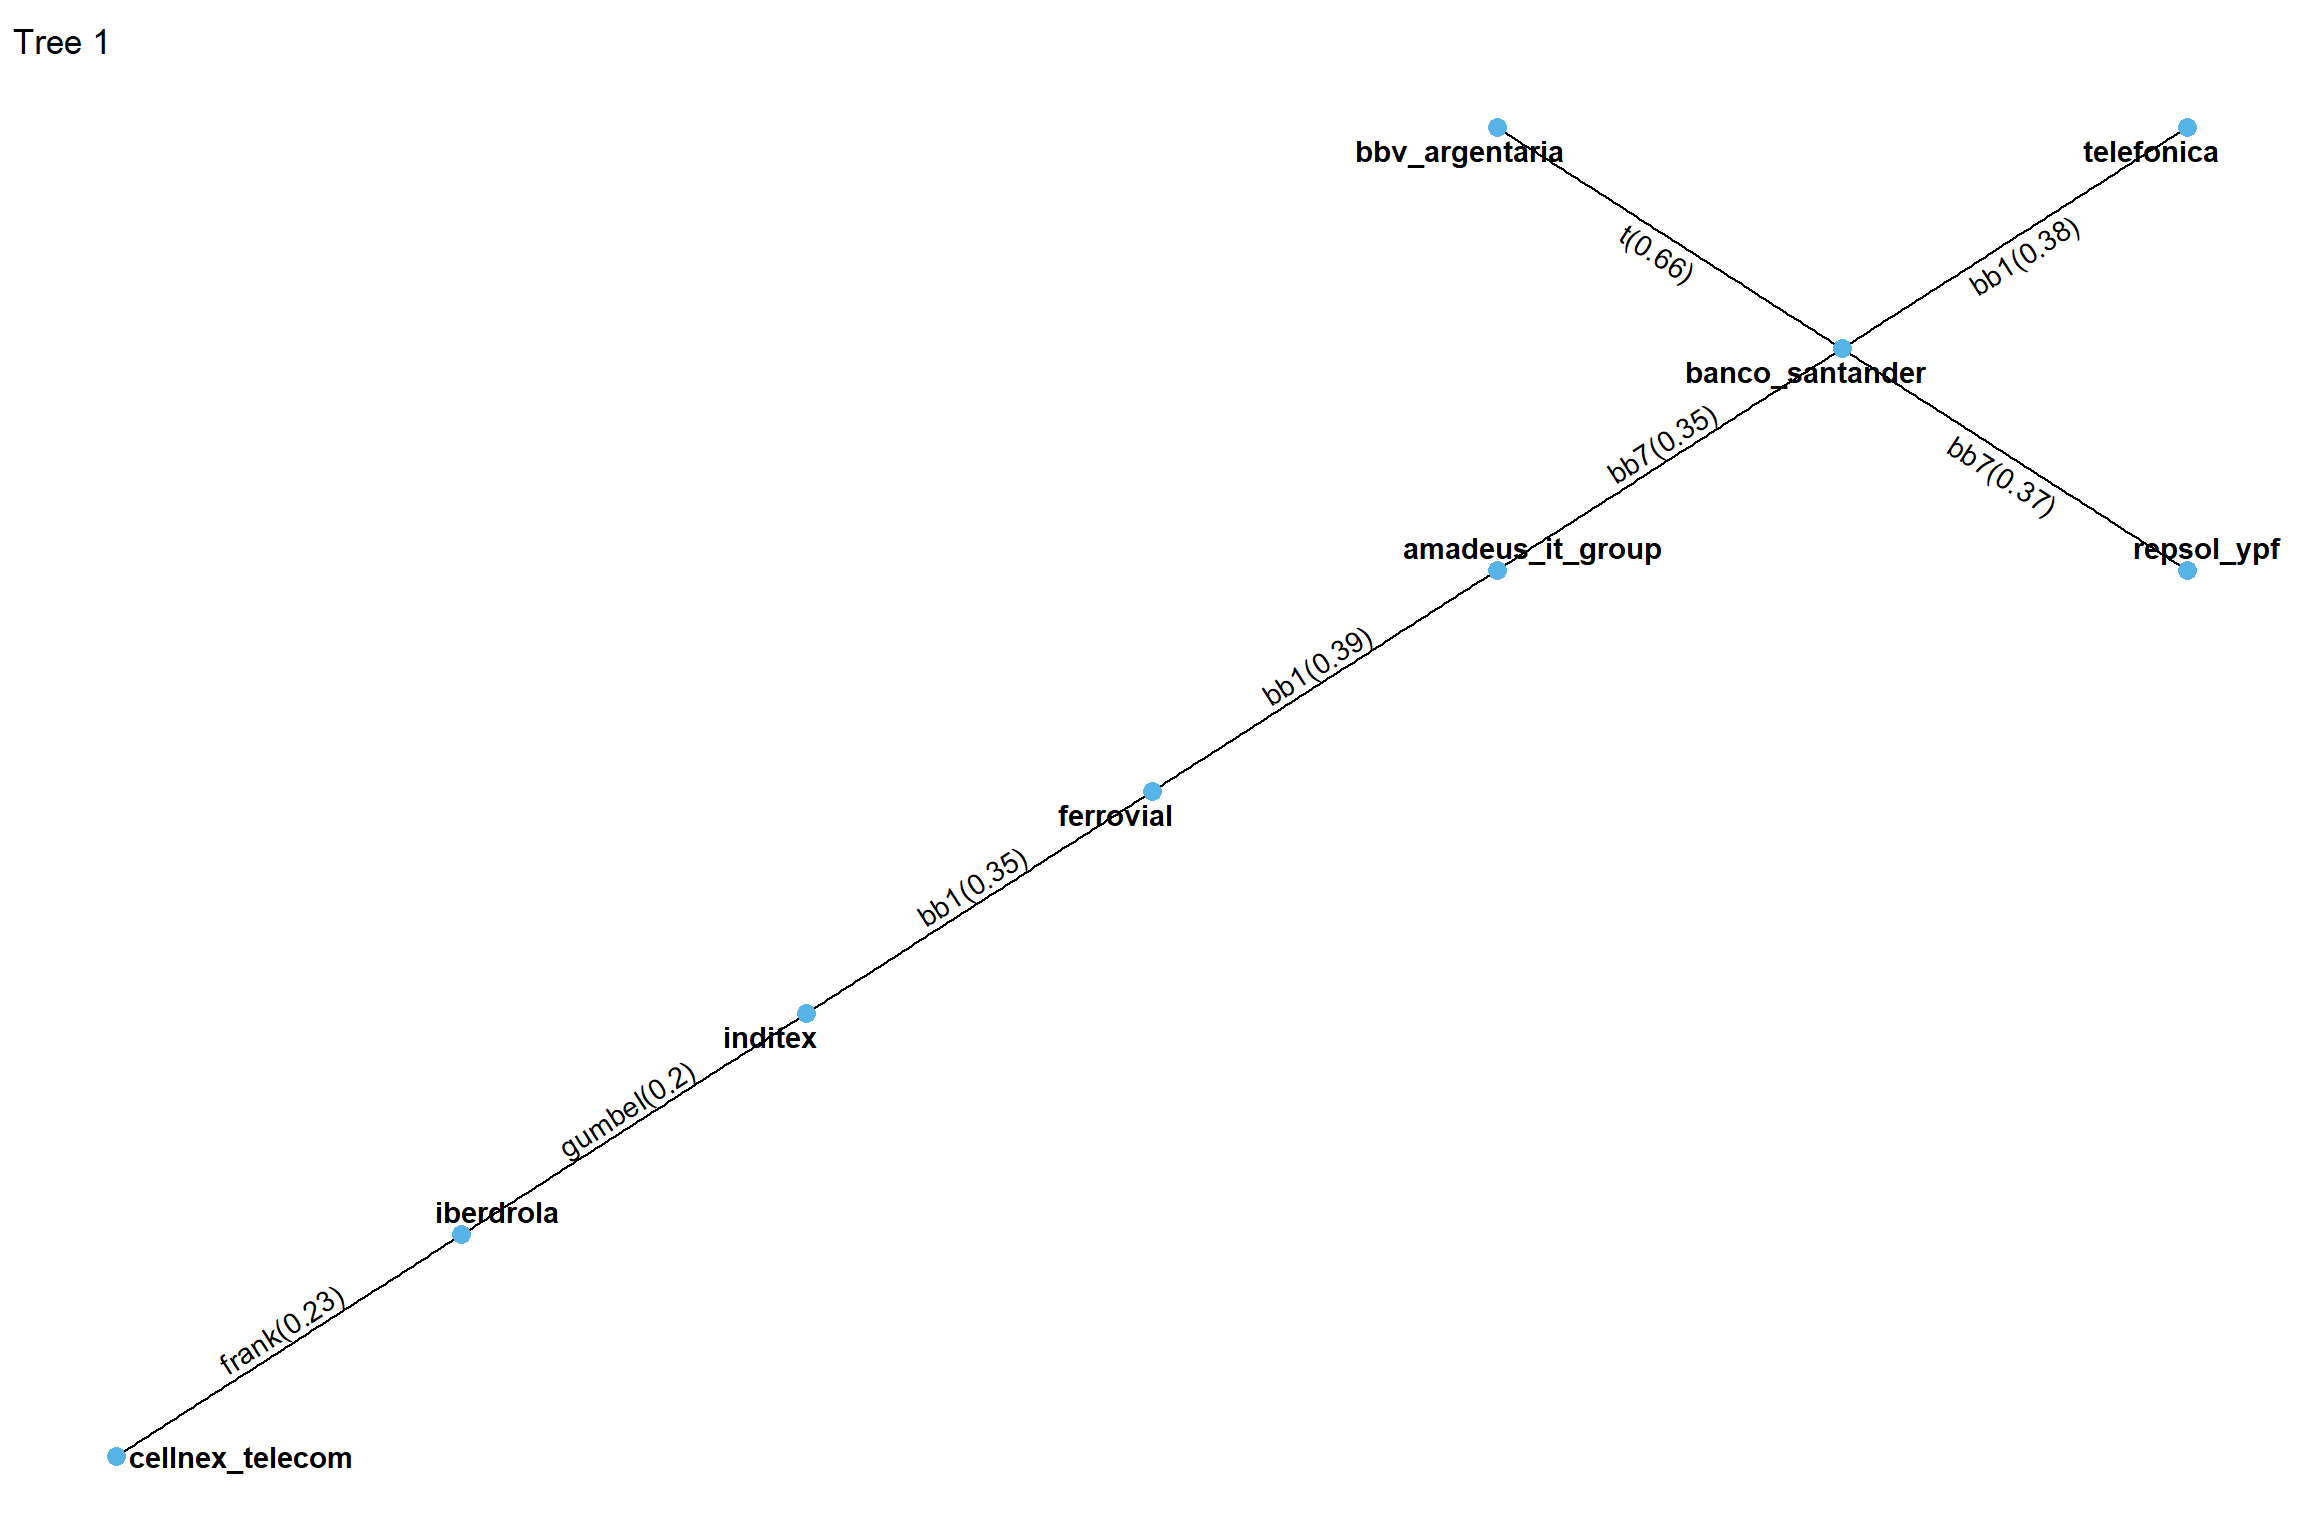 Tree 1
bbv_argentaria
telefonica
t(0.66)
bb1(0.38)
banco_santander
bb7(0.35)
bb7(0.37)
amadeus_it_group
repsol_ypf
bb1(0.39)
ferrovial
bb1(0.35)
inditex
gumbel(0.2)
iberdrola
frank(0.23)
cellnex_telecom